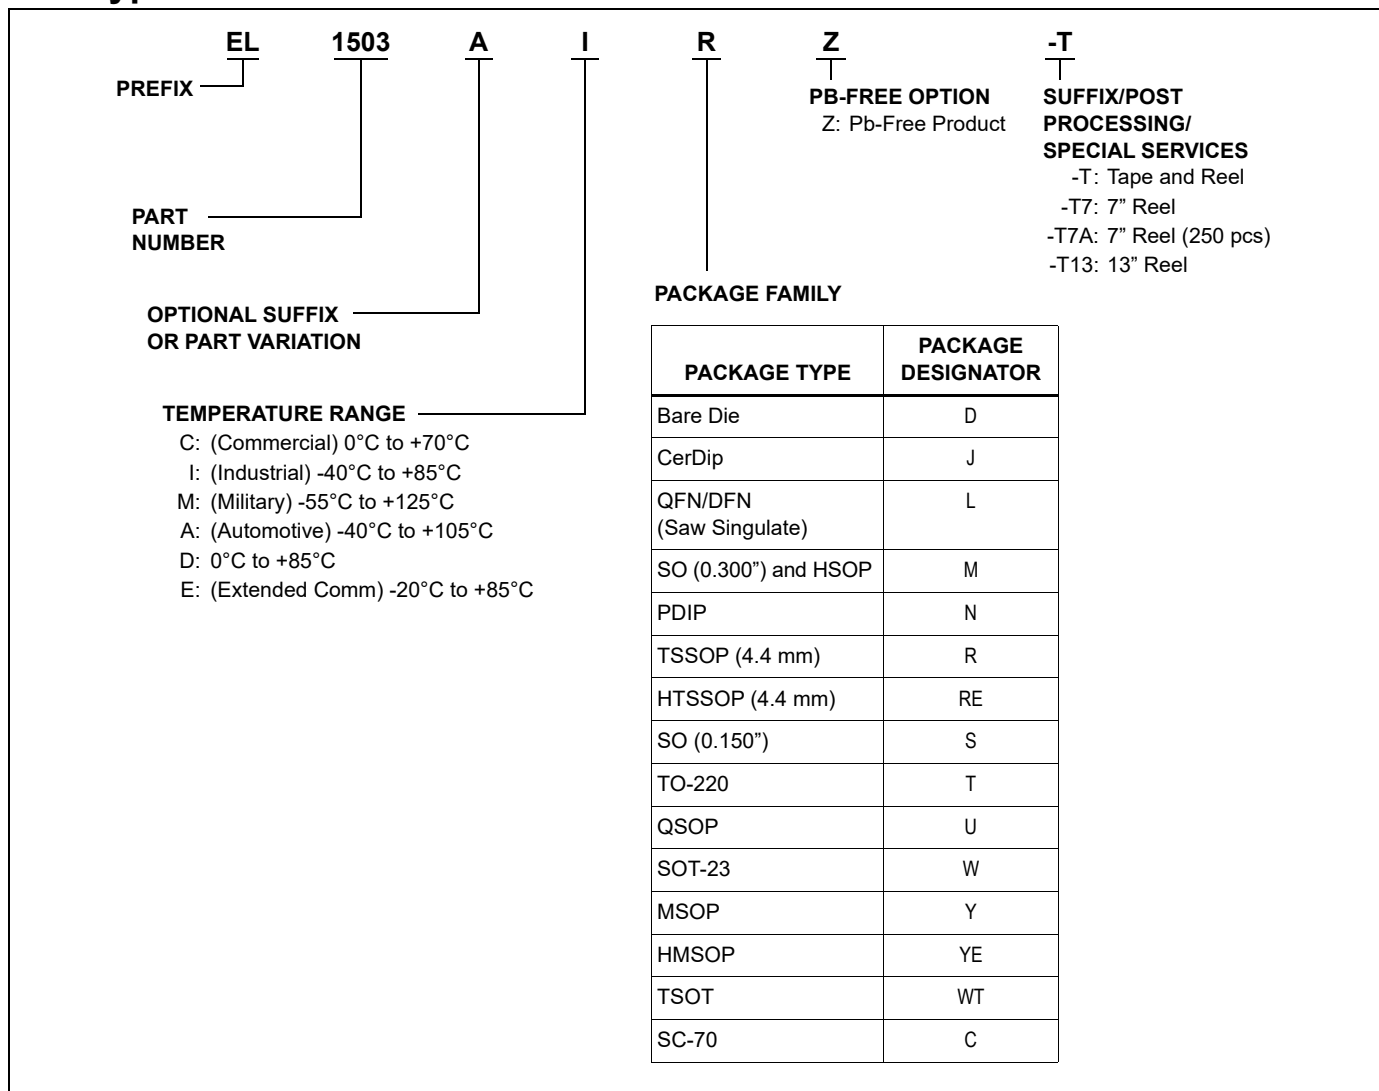 EL 1503 A I R Z -T
PREFIX
PB-FREE OPTION
Z: Pb-Free Product
SUFFIX/POST
PROCESSING/
SPECIAL SERVICES
-T: Tape and Reel
-T7: 7” Reel
-T7A: 7” Reel (250 pcs)
-T13: 13” Reel
PART
NUMBER
OPTIONAL SUFFIX
OR PART VARIATION
TEMPERATURE RANGE
C: (Commercial) 0°C to +70°C
I: (Industrial) -40°C to +85°C
M: (Military) -55°C to +125°C
A: (Automotive) -40°C to +105°C
D: 0°C to +85°C
E: (Extended Comm) -20°C to +85°C
PACKAGE FAMILY
PACKAGE TYPE
PACKAGE
DESIGNATOR
Bare Die D
CerDip J
QFN/DFN L
(Saw Singulate)
SO (0.300”) and HSOP M
PDIP N
TSSOP (4.4 mm) R
HTSSOP (4.4 mm) RE
SO (0.150”) S
TO-220 T
QSOP U
SOT-23 W
MSOP Y
HMSOP YE
TSOT WT
SC-70 C